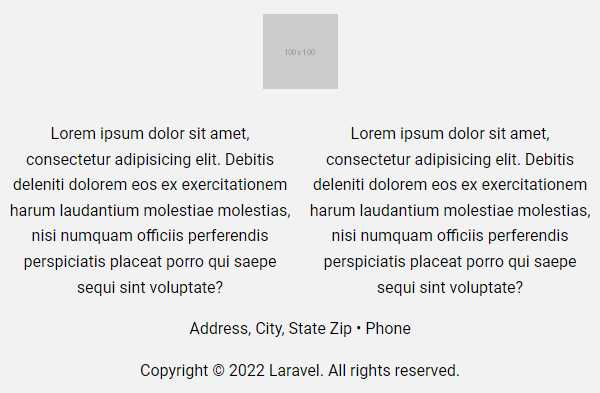 100 x 100
Lorem ipsum dolor sit amet,
consectetur adipisicing elit. Debitis
deleniti dolorem eos ex exercitationem
harum laudantium molestiae molestias,
nisi numquam officiis perferendis
perspiciatis placeat porro qui saepe
sequi sint voluptate?
Lorem ipsum dolor sit amet,
consectetur adipisicing elit. Debitis
deleniti dolorem eos ex exercitationem
harum laudantium molestiae molestias,
nisi numquam officiis perferendis
perspiciatis placeat porro qui saepe
sequi sint voluptate?
Address, City, State Zip • Phone
Copyright © 2022 Laravel. All rights reserved.